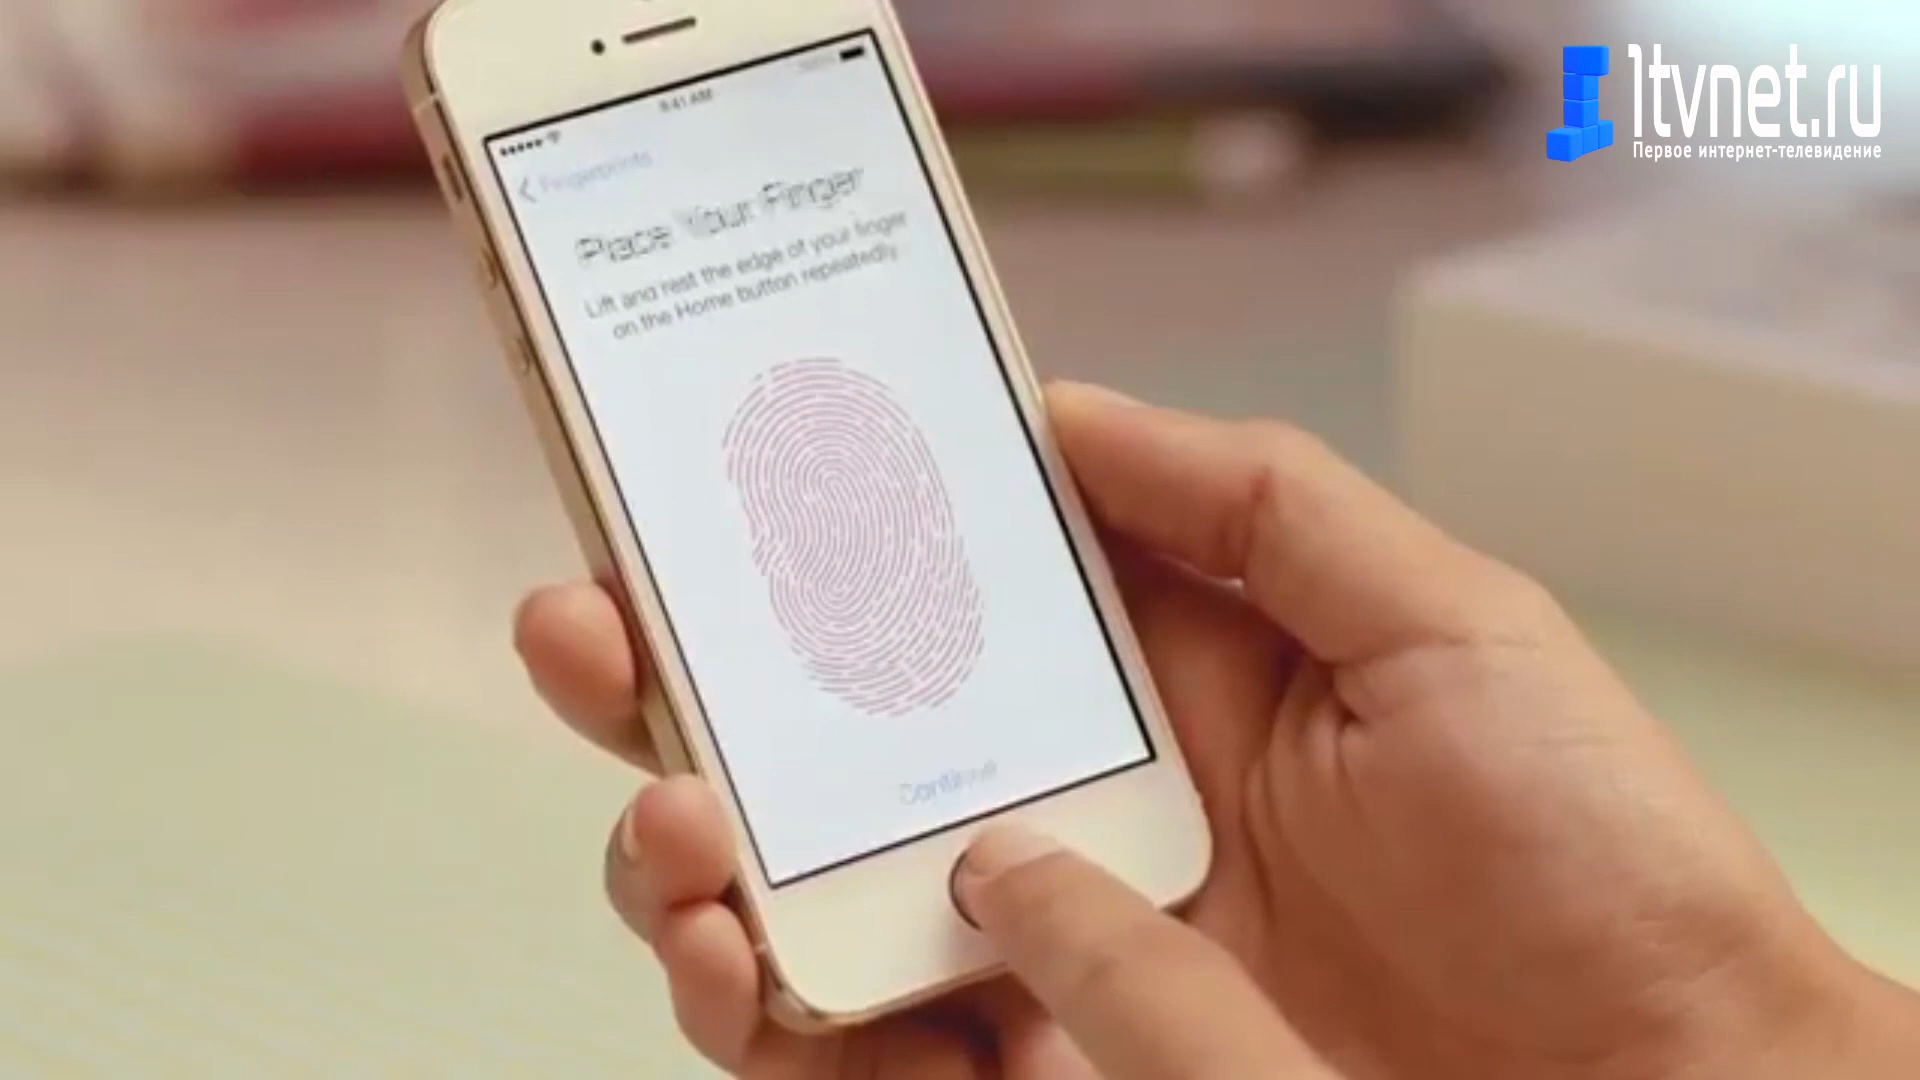 9:41 AM
Fingerprints
Place Your Finger
Lift and rest the edge of your finger
on the Home button repeatedly.
Continue
1tvnet.ru
Первое интернет-телевидение